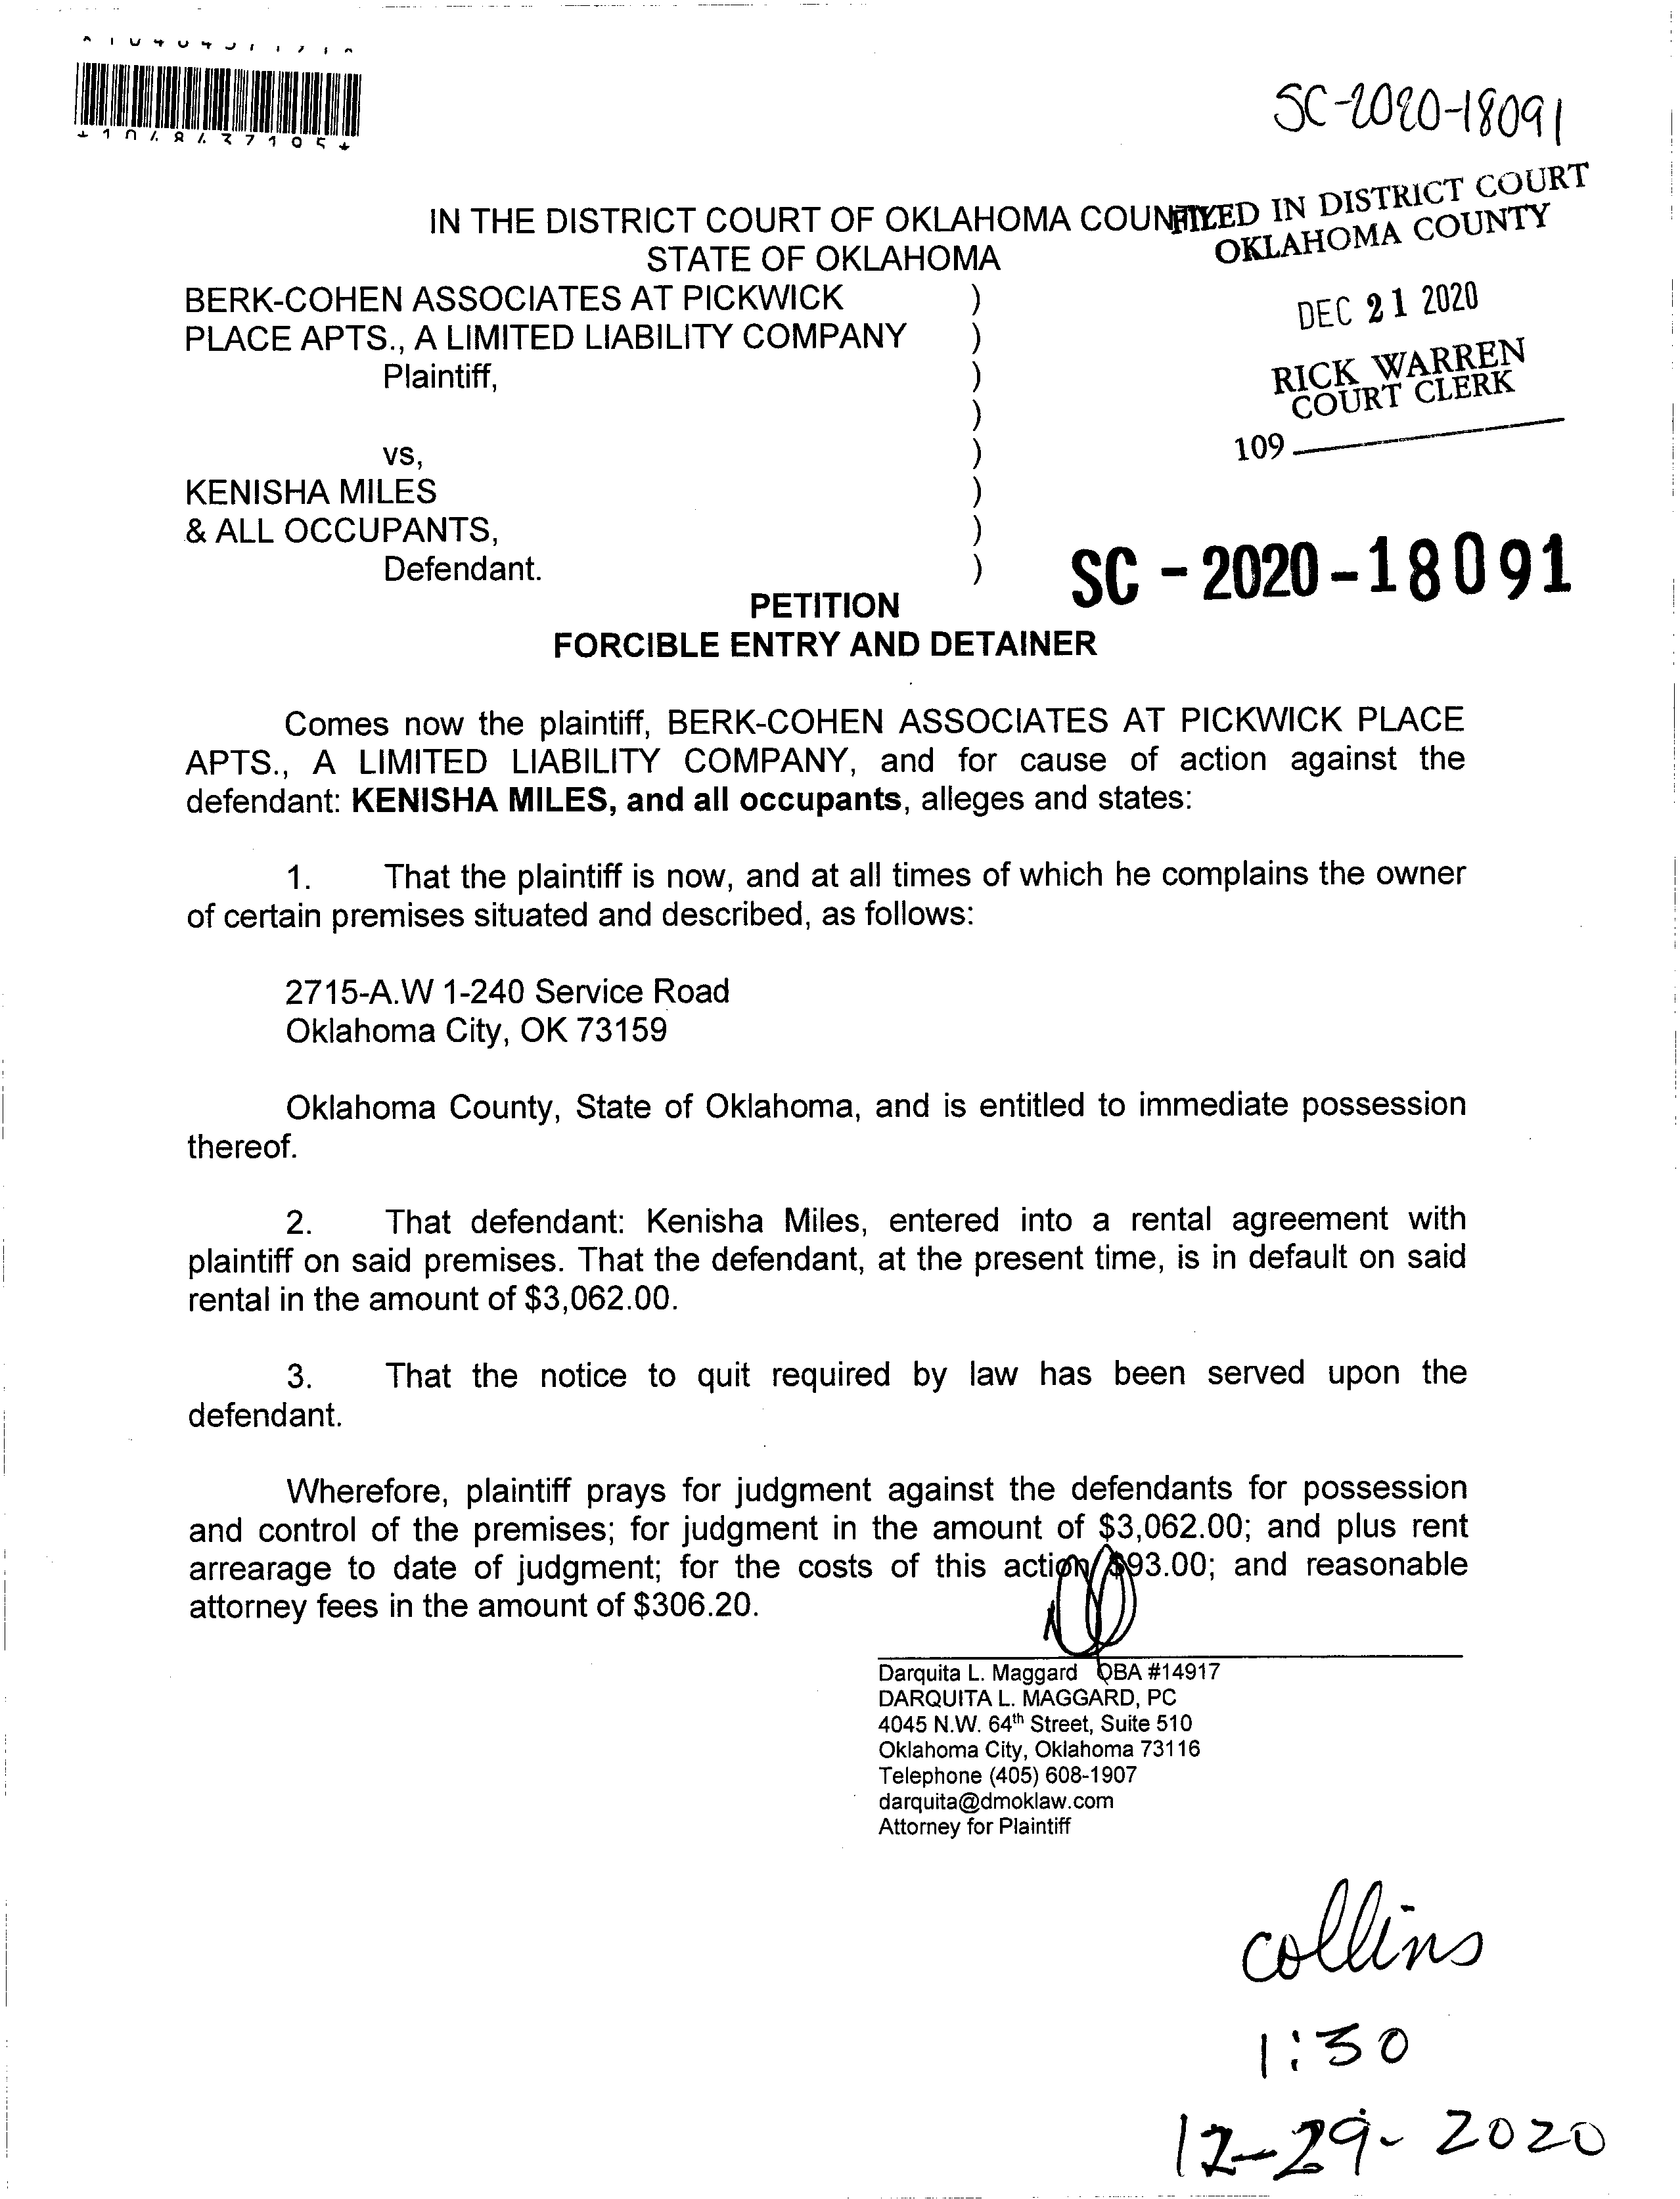 *1048437195*
SC-2020-18091
IN THE DISTRICT COURT OF OKLAHOMA COUNTY
STATE OF OKLAHOMA
FILED IN DISTRICT COURT
OKLAHOMA COUNTY
DEC 21 2020
RICK WARREN
COURT CLERK
109
BERK-COHEN ASSOCIATES AT PICKWICK )
PLACE APTS., A LIMITED LIABILITY COMPANY )
Plaintiff, )
)
vs, )
KENISHA MILES )
& ALL OCCUPANTS, )
Defendant. )
SC - 2020 - 18091
PETITION
FORCIBLE ENTRY AND DETAINER
Comes now the plaintiff, BERK-COHEN ASSOCIATES AT PICKWICK PLACE
APTS., A LIMITED LIABILITY COMPANY, and for cause of action against the
defendant: KENISHA MILES, and all occupants, alleges and states:
1. That the plaintiff is now, and at all times of which he complains the owner
of certain premises situated and described, as follows:
2715-A.W 1-240 Service Road
Oklahoma City, OK 73159
Oklahoma County, State of Oklahoma, and is entitled to immediate possession
thereof.
2. That defendant: Kenisha Miles, entered into a rental agreement with
plaintiff on said premises. That the defendant, at the present time, is in default on said
rental in the amount of $3,062.00.
3. That the notice to quit required by law has been served upon the
defendant.
Wherefore, plaintiff prays for judgment against the defendants for possession
and control of the premises; for judgment in the amount of $3,062.00; and plus rent
arrearage to date of judgment; for the costs of this action $93.00; and reasonable
attorney fees in the amount of $306.20.
Darquita L. Maggard OBA #14917
DARQUITA L. MAGGARD, PC
4045 N.W. 64th Street, Suite 510
Oklahoma City, Oklahoma 73116
Telephone (405) 608-1907
darquita@dmoklaw.com
Attorney for Plaintiff
collins
1:30
12-29-2020